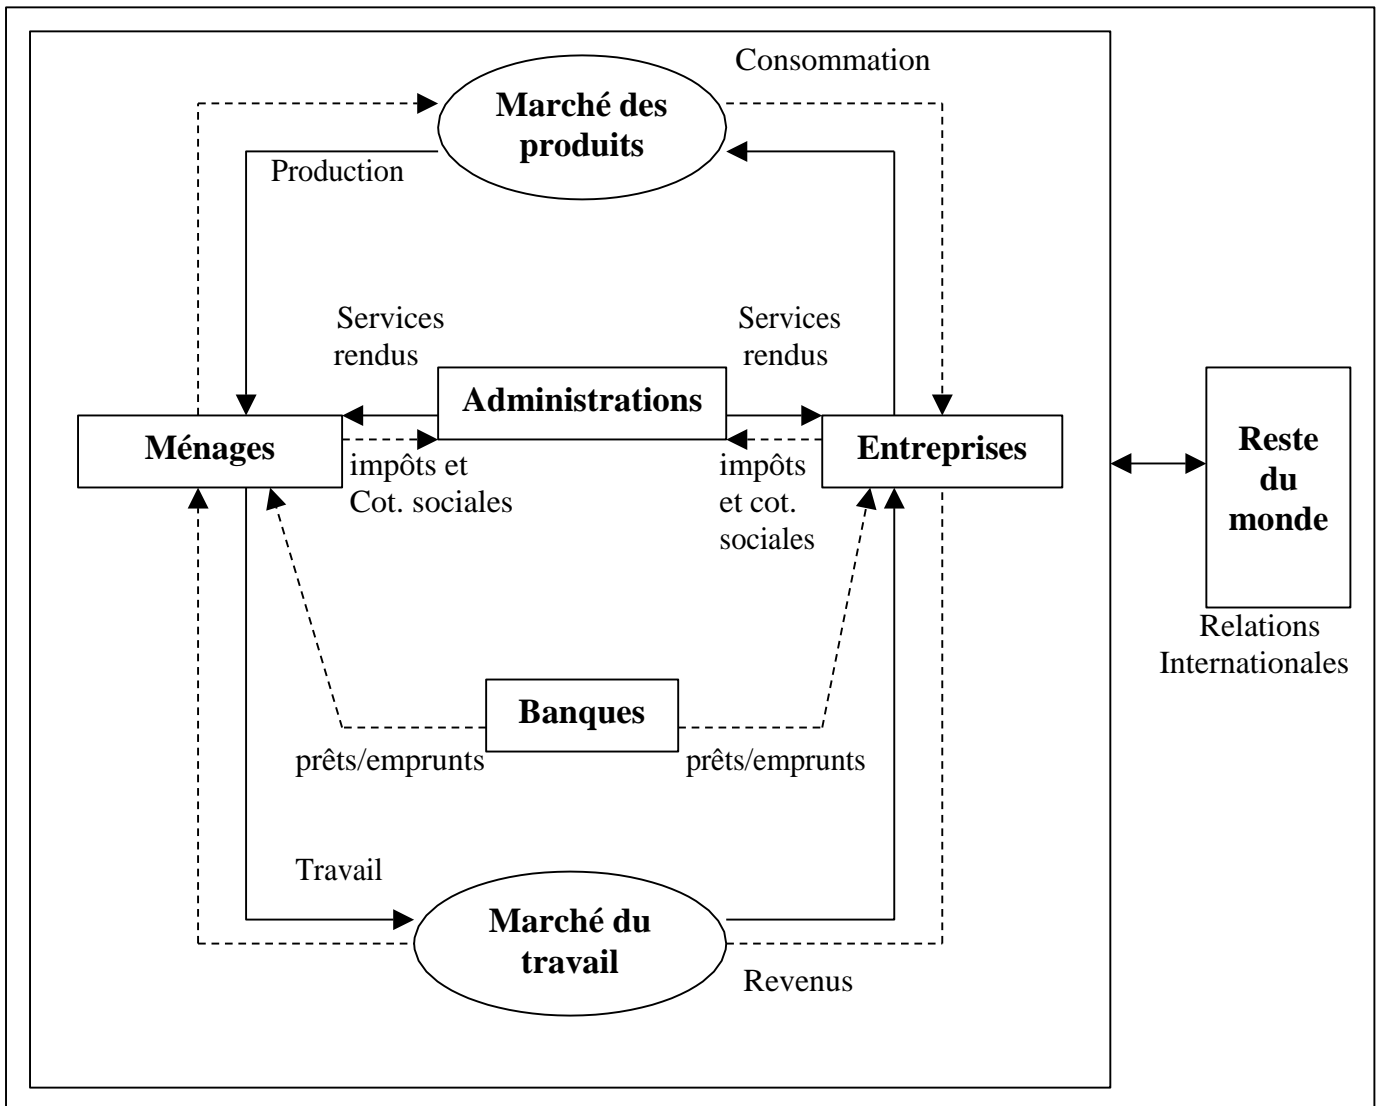 Consommation
Marché des
produits
Production
Services
rendus
Services
rendus
Administrations
Ménages
Entreprises
impôts et
Cot. sociales
impôts
et cot.
sociales
Reste
du
monde
Relations
Internationales
Banques
prêts/emprunts
prêts/emprunts
Travail
Marché du
travail
Revenus